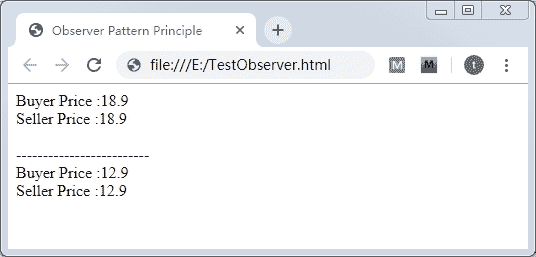 Observer Pattern Principle
file:///E:/TestObserver.html
M
M
t
Buyer Price :18.9
Seller Price :18.9
-------------------------
Buyer Price :12.9
Seller Price :12.9